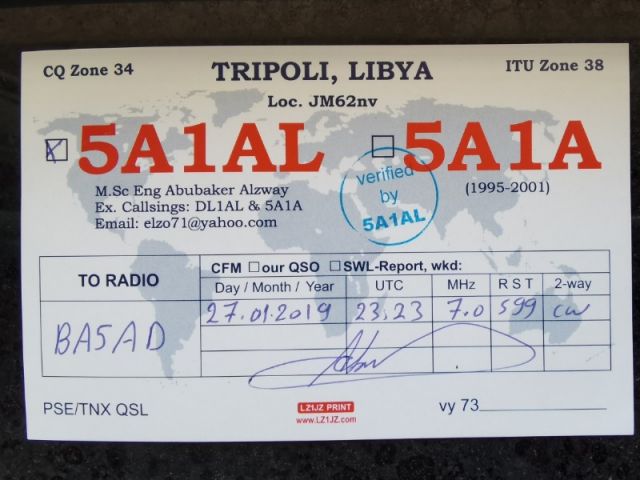 CQ Zone 34 TRIPOLI, LIBYA ITU Zone 38
Loc. JM62nv
5A1AL 5A1A
verified
by
5A1AL
M.Sc Eng Abubaker Alzway (1995-2001)
Ex. Callsings: DL1AL & 5A1A
Email: elzo71@yahoo.com
TO RADIO CFM □ our QSO □ SWL-Report, wkd:
Day / Month / Year UTC MHz R S T 2-way
BA5AD 27.01.2019 23.23 7.0 599 CW
PSE/TNX QSL LZ1JZ PRINT vy 73
www.LZ1JZ.com